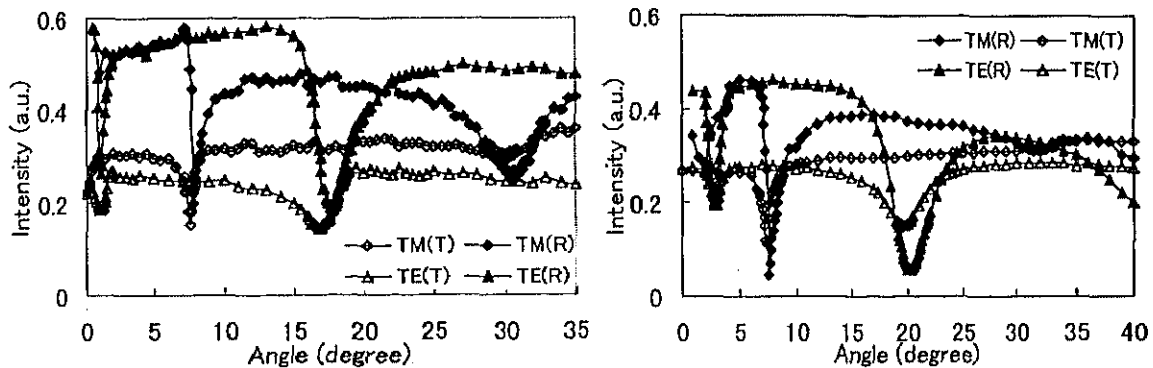 0.6
0.4
0.2
0
Intensity (a.u.)
TM(T) TM(R)
TE(T) TE(R)
0 5 10 15 20 25 30 35
Angle (degree)
0.6
0.4
0.2
0
Intensity (a.u.)
TM(R) TM(T)
TE(R) TE(T)
0 5 10 15 20 25 30 35 40
Angle (degree)